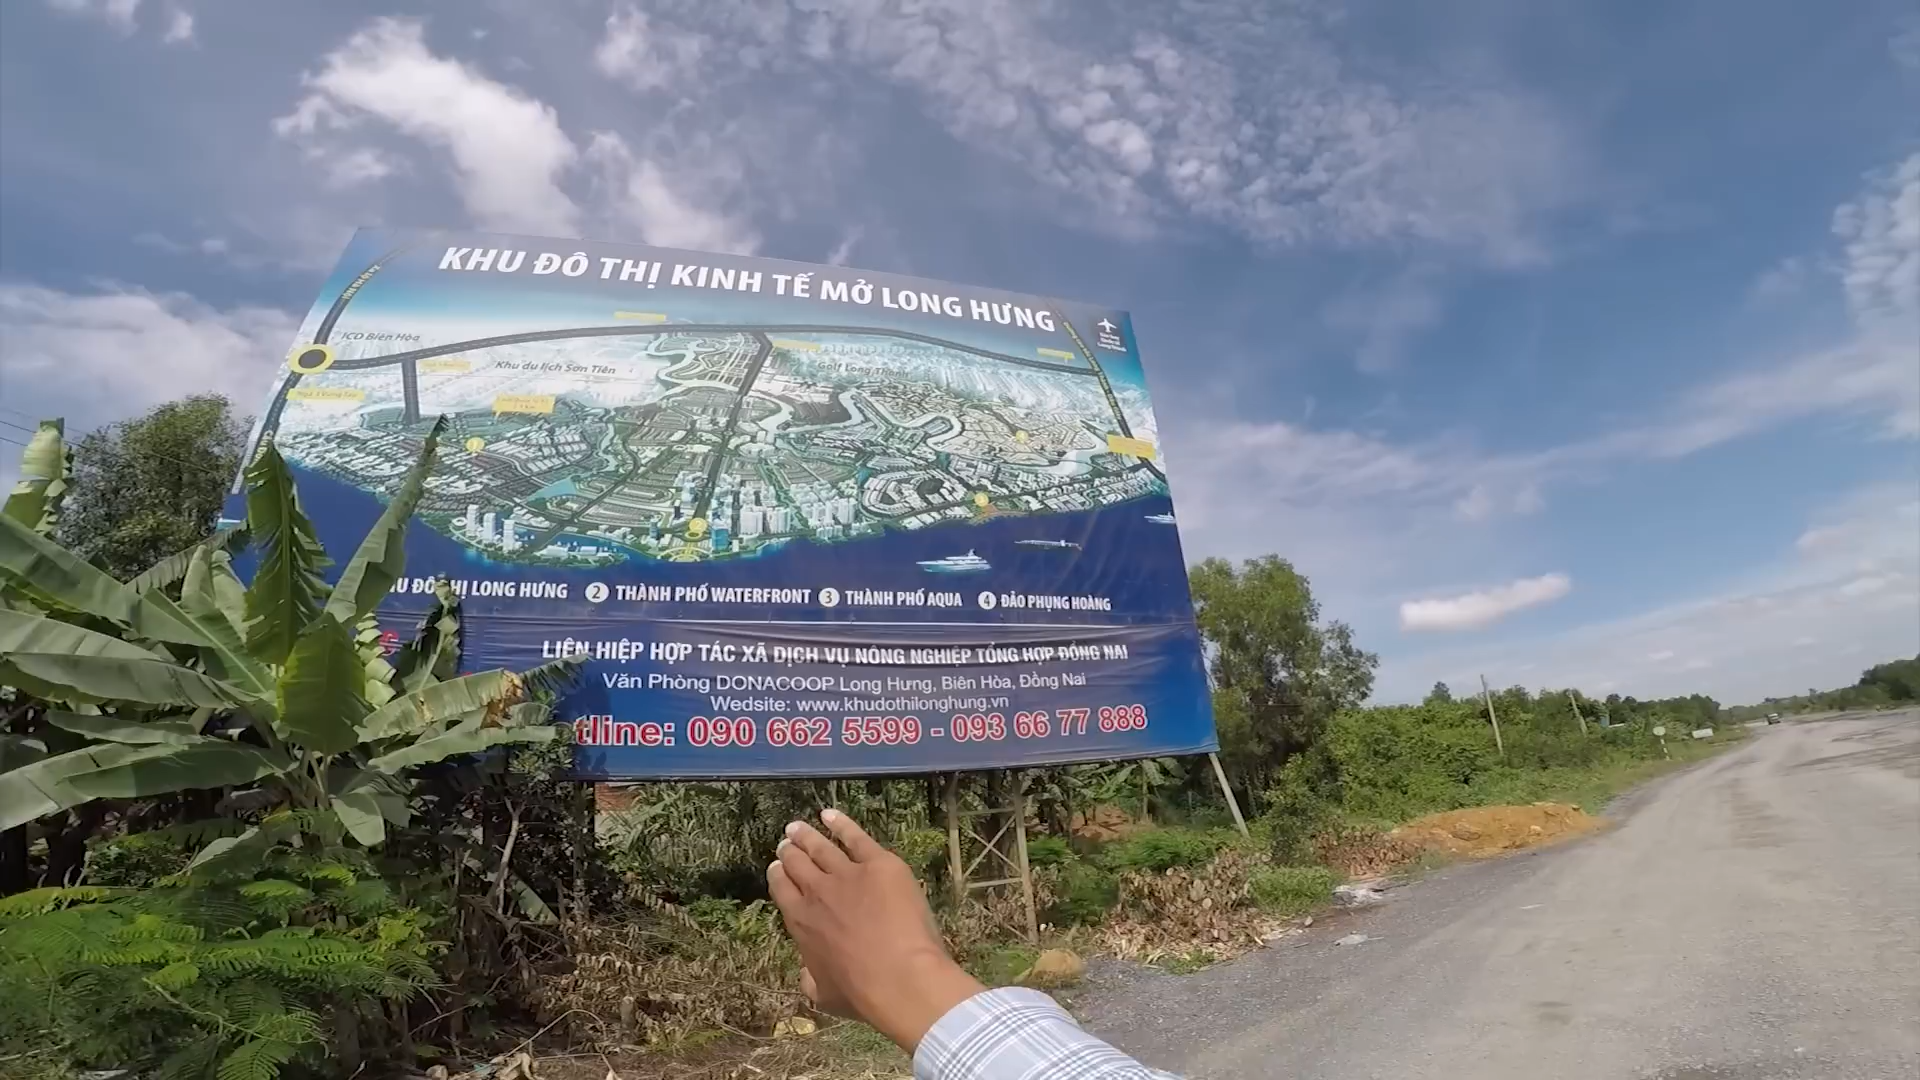 KHU ĐÔ THỊ KINH TẾ MỞ LONG HƯNG
ICD Biên Hòa
Khu du lịch Sơn Tiên
Golf Long Thành
ĐÔ THỊ LONG HƯNG 2 THÀNH PHỐ WATERFRONT 3 THÀNH PHỐ AQUA 4 ĐẢO PHỤNG HOÀNG
LIÊN HIỆP HỢP TÁC XÃ DỊCH VỤ NÔNG NGHIỆP TỔNG HỢP ĐỒNG NAI
Văn Phòng DONACOOP Long Hưng, Biên Hòa, Đồng Nai
Wedsite: www.khudothilonghung.vn
tline: 090 662 5599 - 093 66 77 888